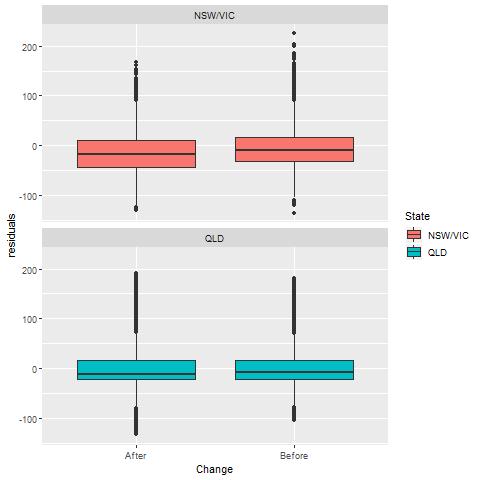 NSW/VIC
200
100
0
-100
QLD
200
100
0
-100
After
Before
Change
residuals
State
NSW/VIC
QLD